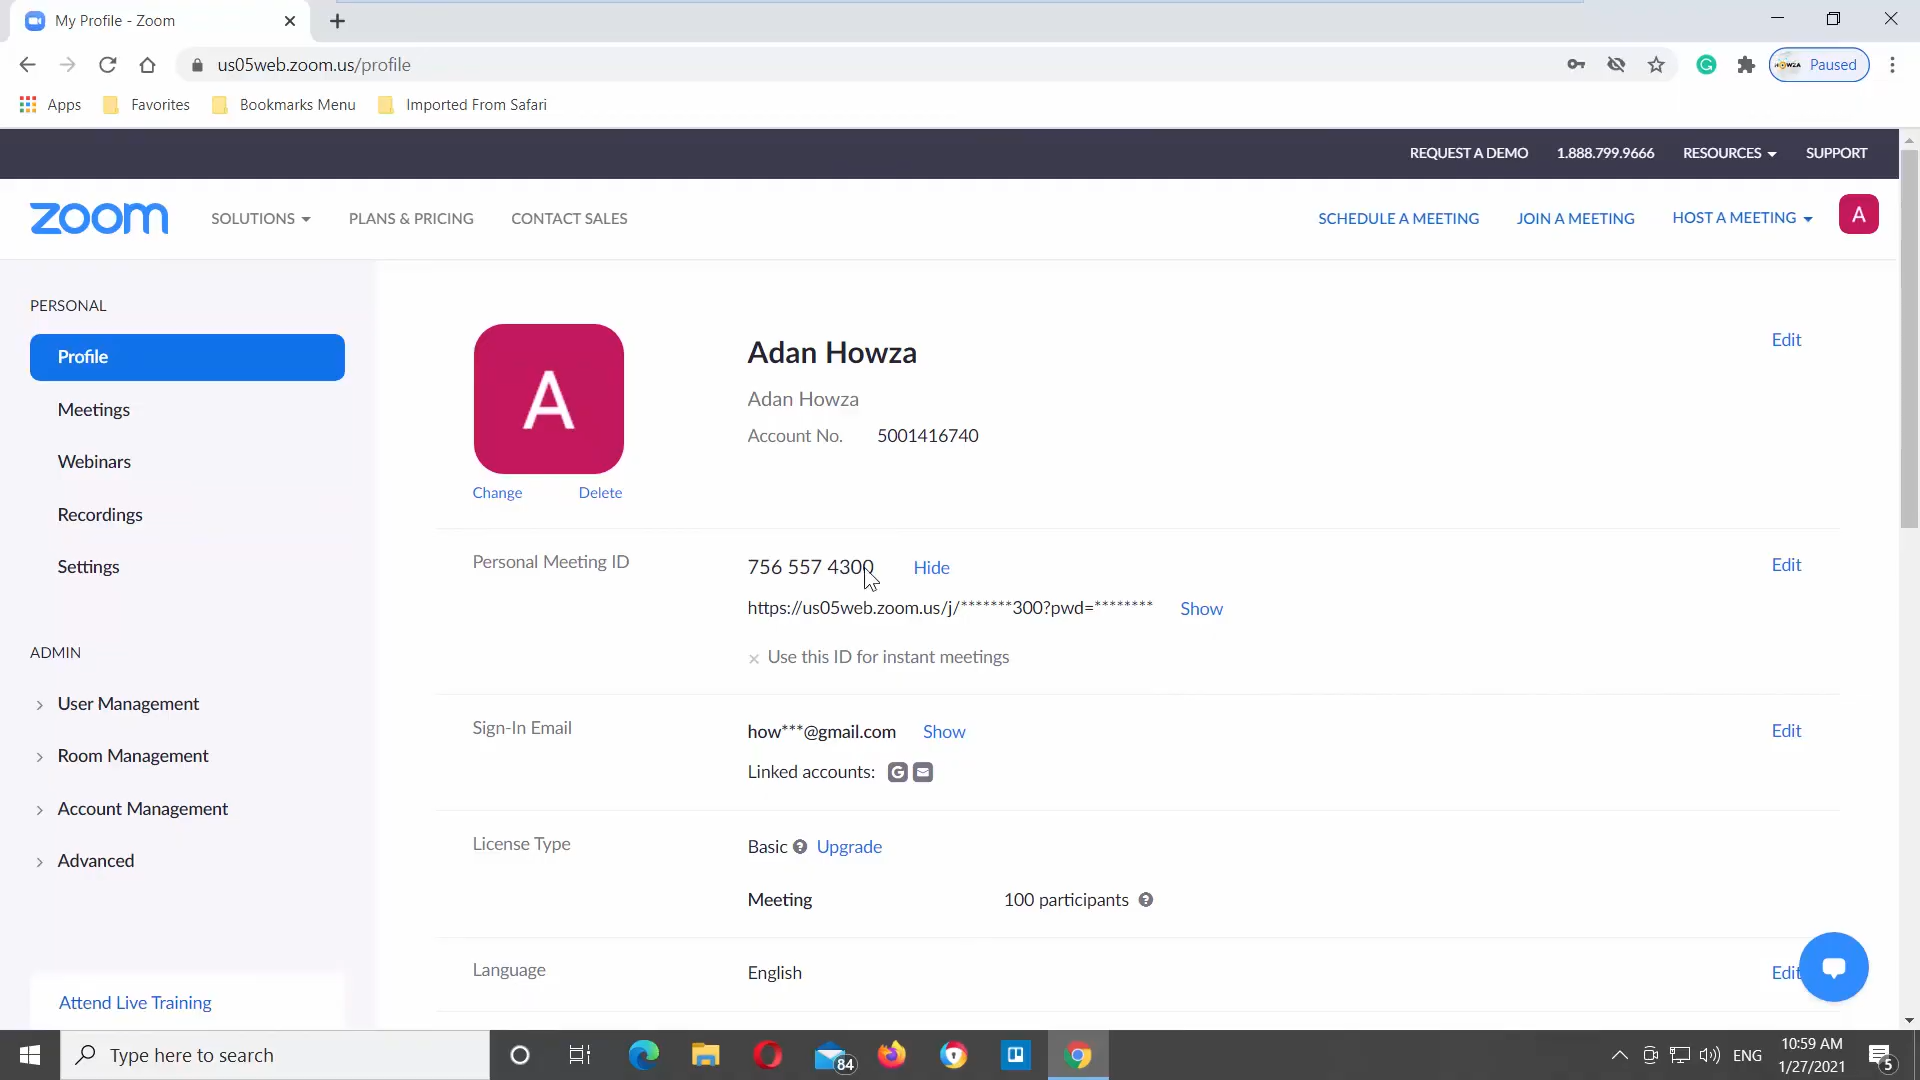 My Profile - Zoom
us05web.zoom.us/profile
Paused
Apps Favorites Bookmarks Menu Imported From Safari
REQUEST A DEMO 1.888.799.9666 RESOURCES SUPPORT
zoom SOLUTIONS PLANS & PRICING CONTACT SALES SCHEDULE A MEETING JOIN A MEETING HOST A MEETING A
PERSONAL
Profile
Meetings
Webinars
Recordings
Settings
ADMIN
User Management
Room Management
Account Management
Advanced
Attend Live Training
A
Change Delete
Adan Howza Edit
Adan Howza
Account No. 5001416740
Personal Meeting ID 756 557 4300 Hide Edit
https://us05web.zoom.us/j/*******300?pwd=******** Show
Use this ID for instant meetings
Sign-In Email how***@gmail.com Show Edit
Linked accounts: G
License Type Basic Upgrade
Meeting 100 participants
Language English Edit
Type here to search
84
ENG
10:59 AM
1/27/2021
5